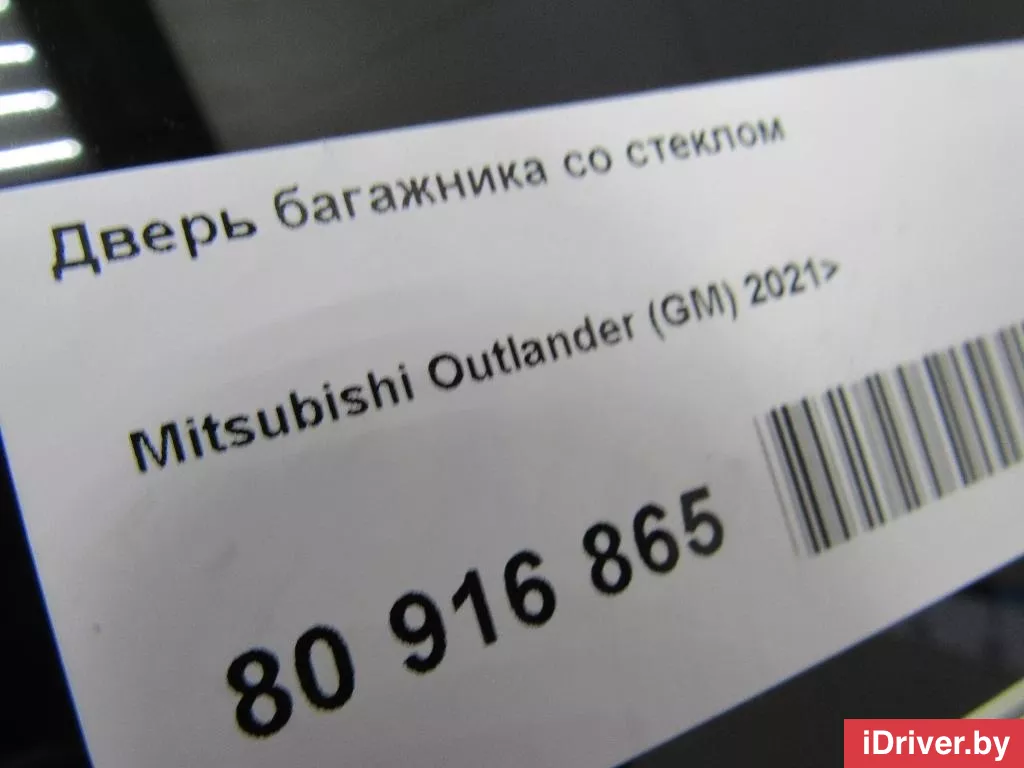 Дверь багажника со стеклом
Mitsubishi Outlander (GM) 2021>
80 916 865
iDriver.by